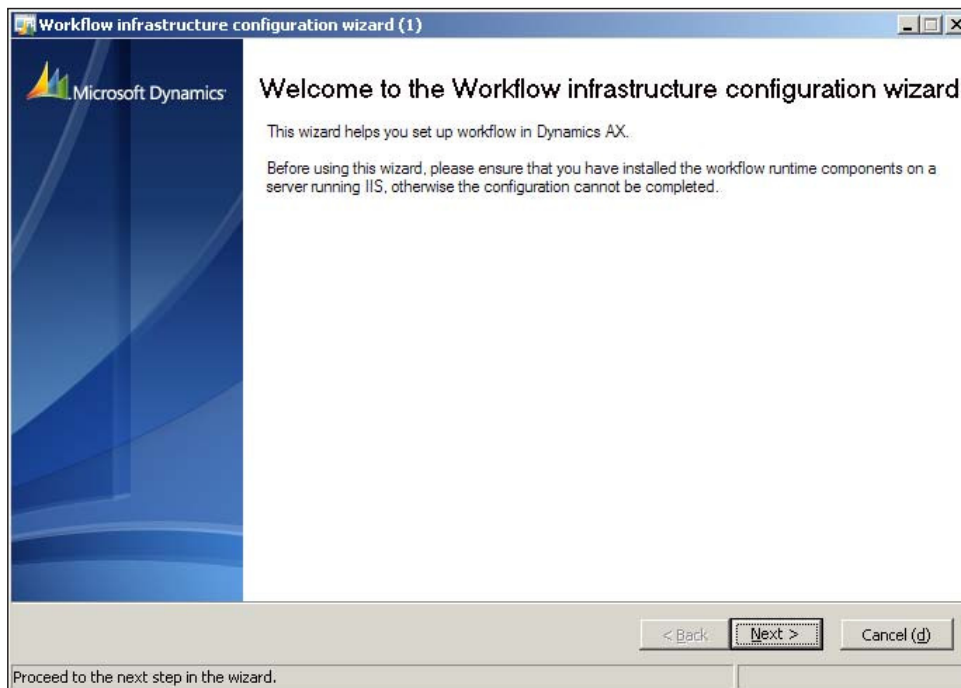 Workflow infrastructure configuration wizard (1)
Microsoft Dynamics
Welcome to the Workflow infrastructure configuration wizard
This wizard helps you set up workflow in Dynamics AX.
Before using this wizard, please ensure that you have installed the workflow runtime components on a
server running IIS, otherwise the configuration cannot be completed.
< Back Next > Cancel (d)
Proceed to the next step in the wizard.